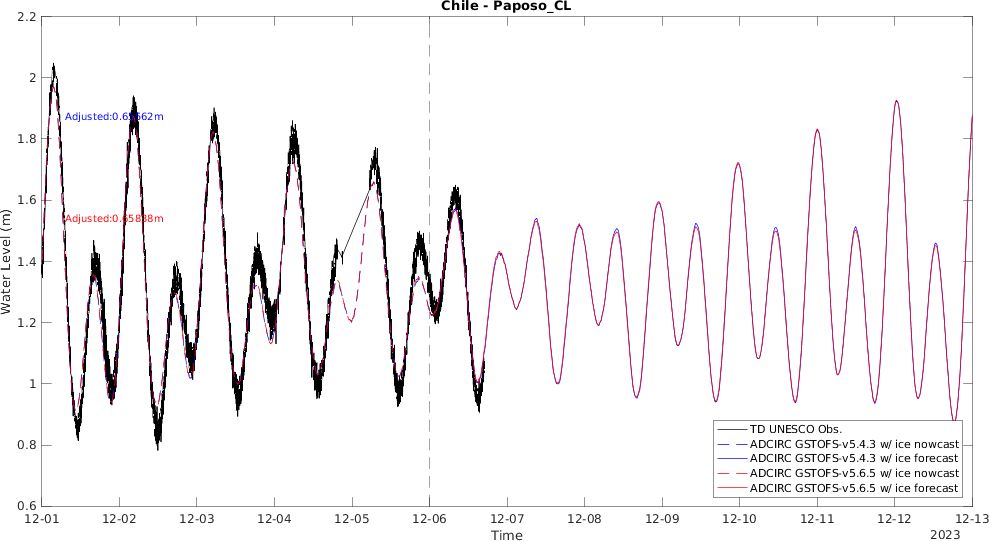 Chile - Paposo_CL
2.2
2
1.8
1.6
1.4
1.2
1
0.8
0.6
Water Level (m)
Adjusted:0.65838m
12-01
12-02
12-03
12-04
12-05
12-06
12-07
12-08
12-09
12-10
12-11
12-12
12-13
Time
2023
TD UNESCO Obs.
ADCIRC GSTOFS-v5.4.3 w/ ice nowcast
ADCIRC GSTOFS-v5.4.3 w/ ice forecast
ADCIRC GSTOFS-v5.6.5 w/ ice nowcast
ADCIRC GSTOFS-v5.6.5 w/ ice forecast